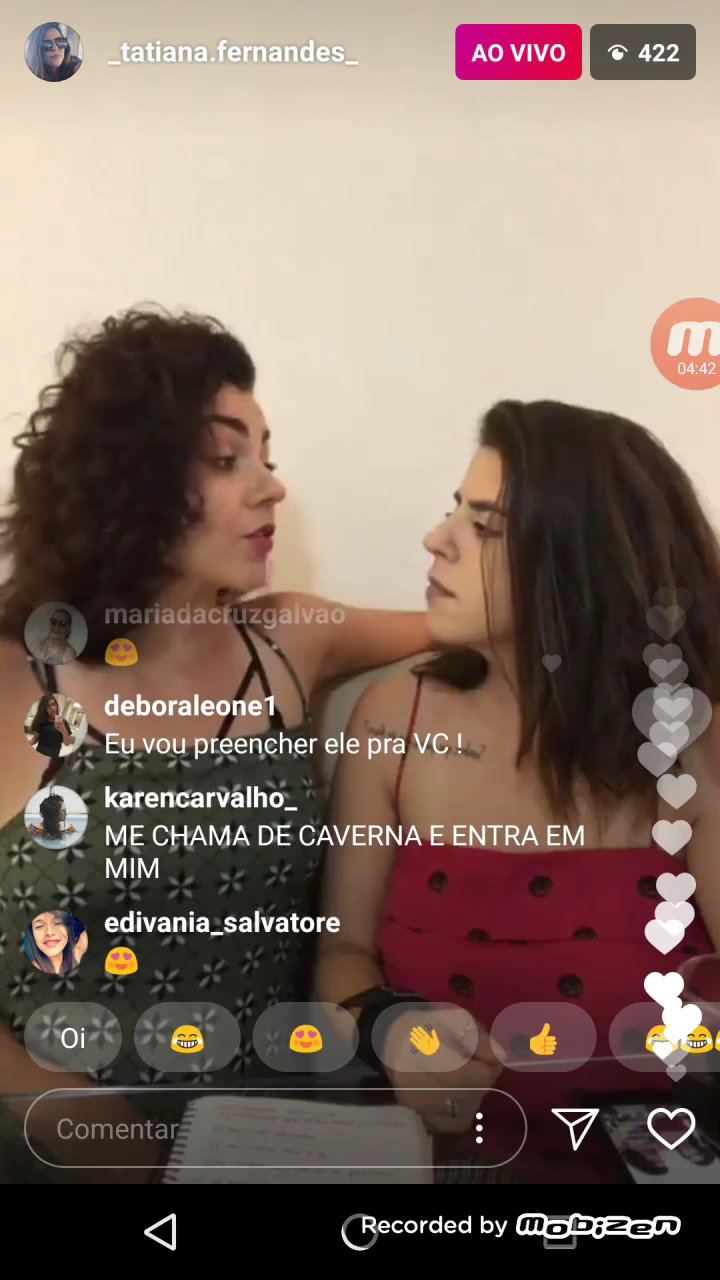 _tatiana.fernandes_
AO VIVO
422
04:42
mariadacruzgalvao
😍
deboraleone1
Eu vou preencher ele pra VC !
karencarvalho_
ME CHAMA DE CAVERNA E ENTRA EM
MIM
edivania_salvatore
😍
Oi
Comentar
Recorded by mobizen